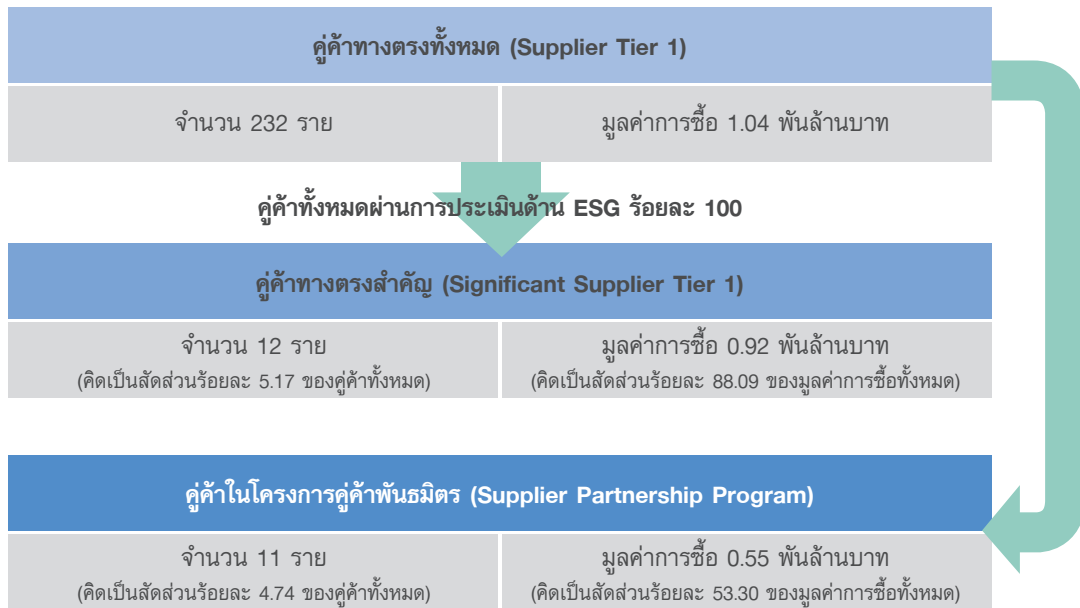 คู่ค้าทางตรงทั้งหมด (Supplier Tier 1)
จำนวน 232 ราย
มูลค่าการซื้อ 1.04 พันล้านบาท
คู่ค้าทั้งหมดผ่านการประเมินด้าน ESG ร้อยละ 100
คู่ค้าทางตรงสำคัญ (Significant Supplier Tier 1)
จำนวน 12 ราย
(คิดเป็นสัดส่วนร้อยละ 5.17 ของคู่ค้าทั้งหมด)
มูลค่าการซื้อ 0.92 พันล้านบาท
(คิดเป็นสัดส่วนร้อยละ 88.09 ของมูลค่าการซื้อทั้งหมด)
คู่ค้าในโครงการคู่ค้าพันธมิตร (Supplier Partnership Program)
จำนวน 11 ราย
(คิดเป็นสัดส่วนร้อยละ 4.74 ของคู่ค้าทั้งหมด)
มูลค่าการซื้อ 0.55 พันล้านบาท
(คิดเป็นสัดส่วนร้อยละ 53.30 ของมูลค่าการซื้อทั้งหมด)